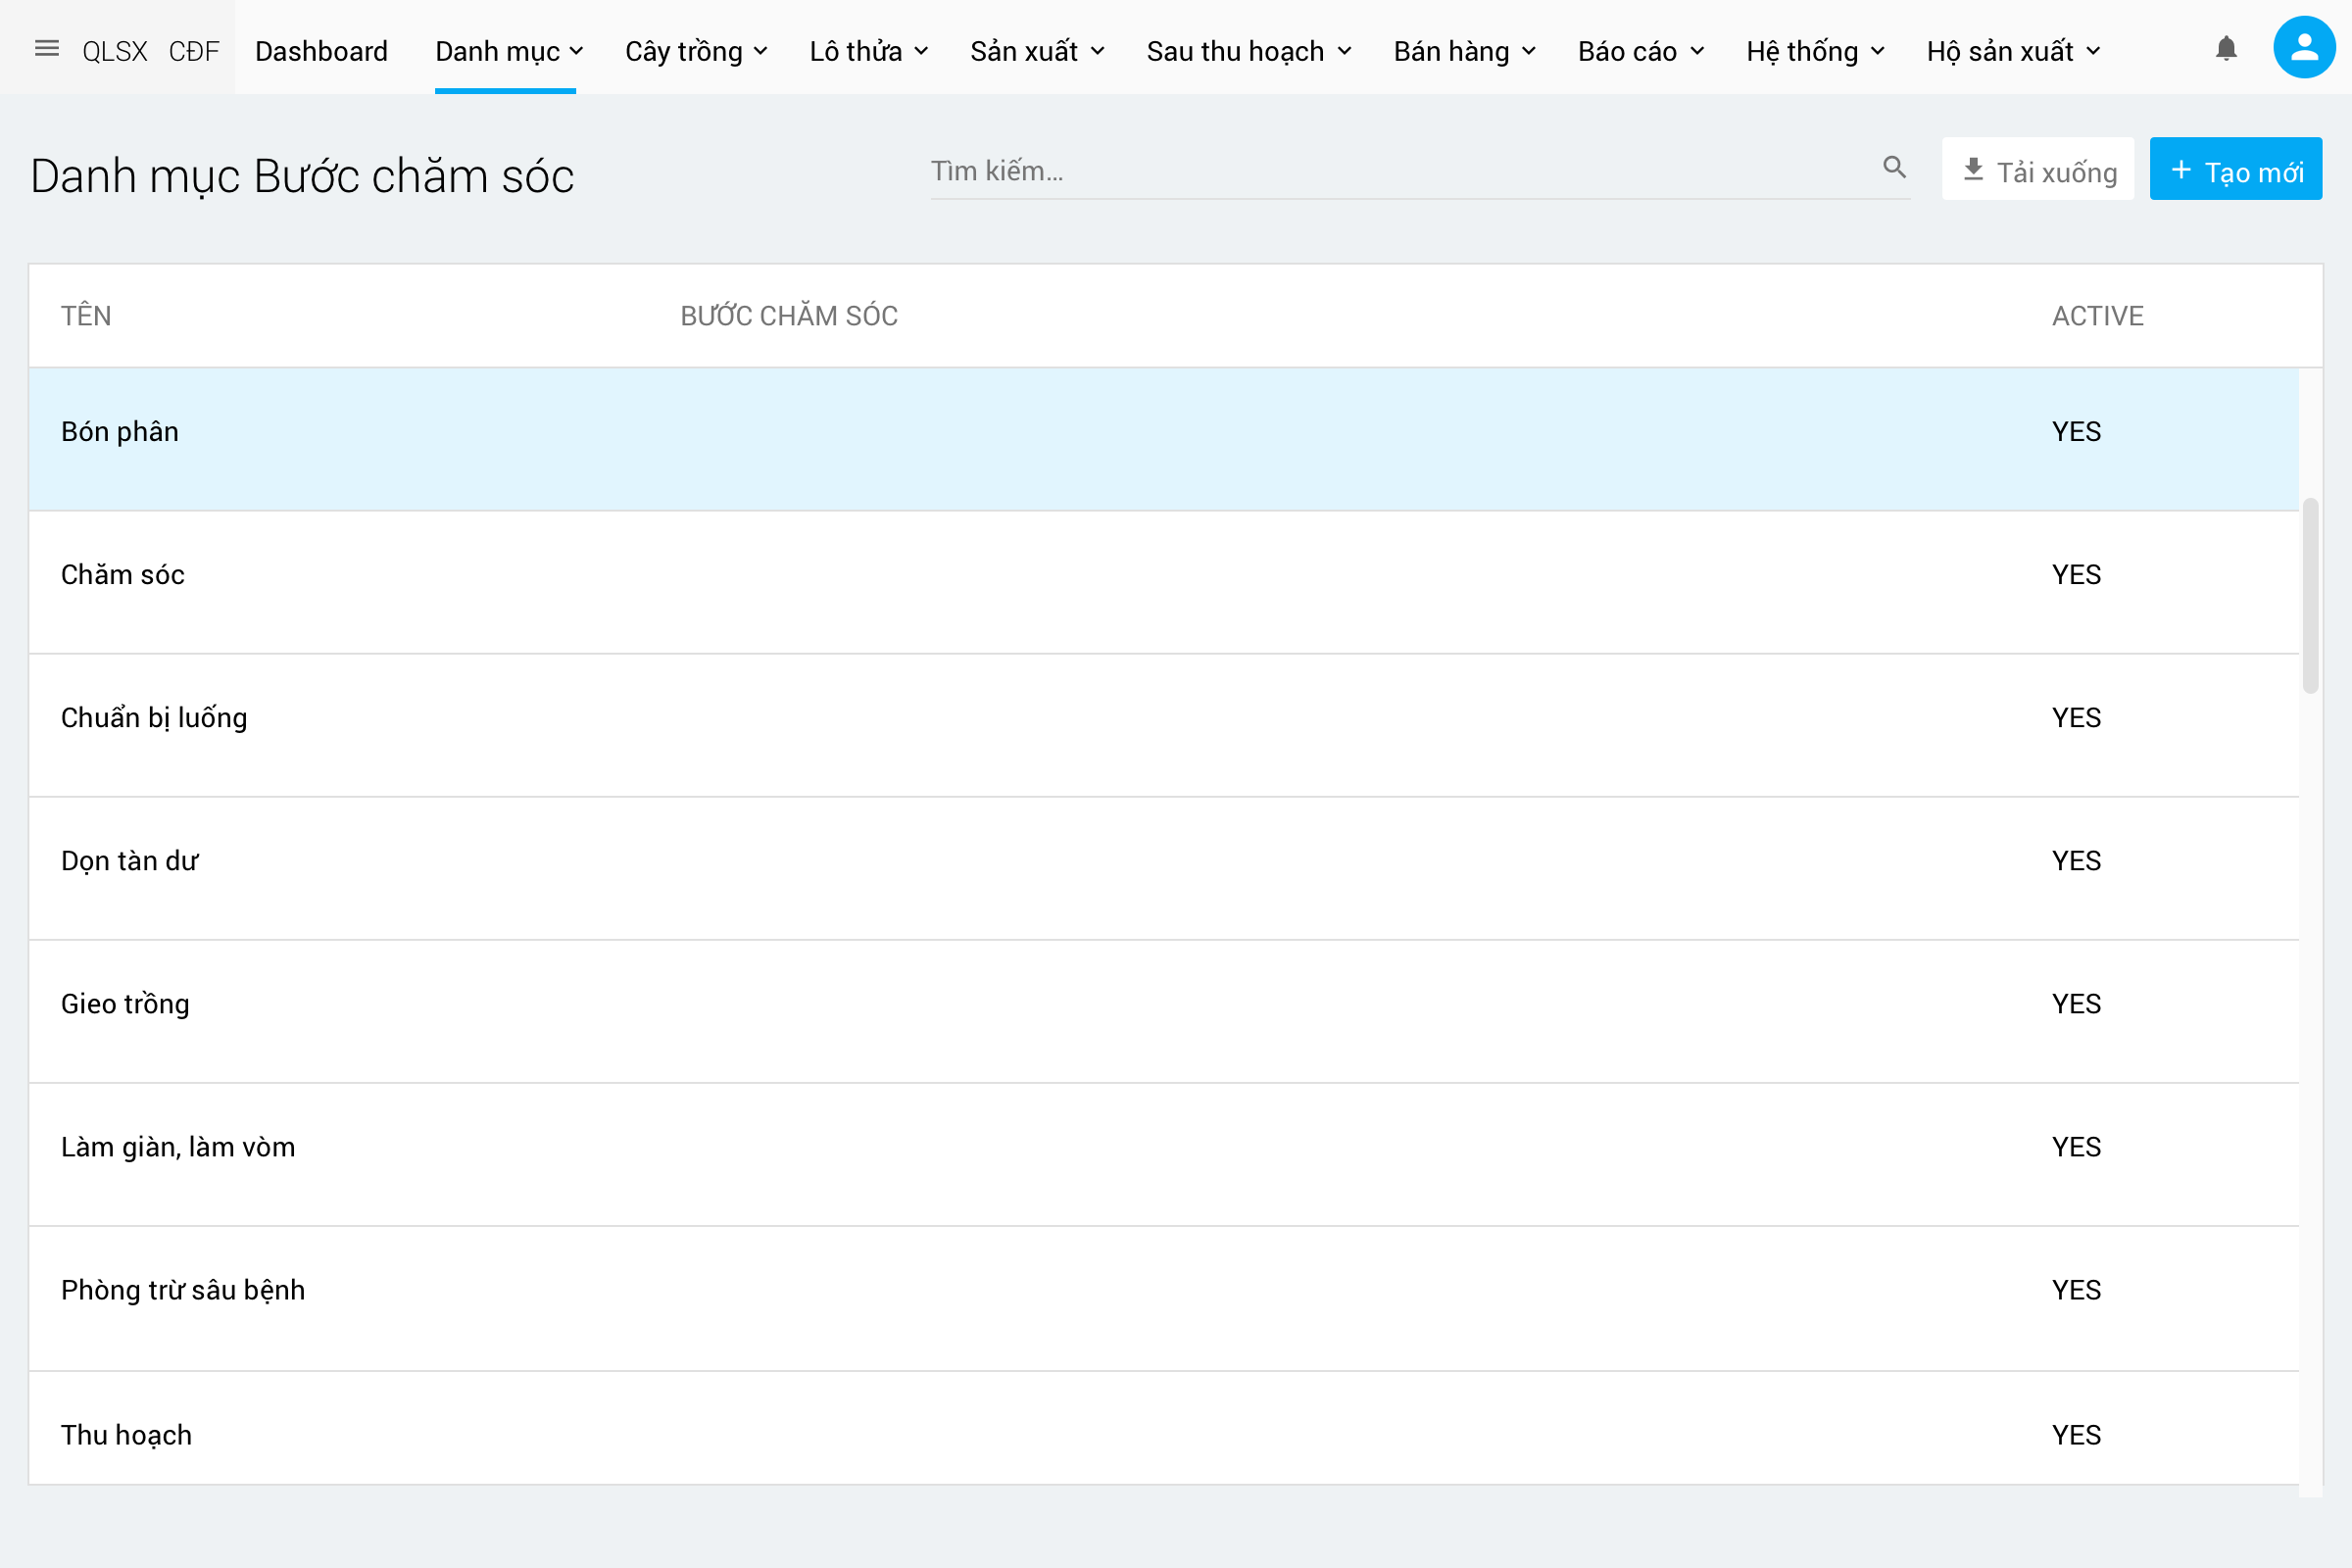 QLSX CĐF Dashboard Danh mục Cây trồng Lô thửa Sản xuất Sau thu hoạch Bán hàng Báo cáo Hệ thống Hộ sản xuất
Danh mục Bước chăm sóc Tìm kiếm... Tải xuống Tạo mới
TÊN BƯỚC CHĂM SÓC ACTIVE
Bón phân YES
Chăm sóc YES
Chuẩn bị luống YES
Dọn tàn dư YES
Gieo trồng YES
Làm giàn, làm vòm YES
Phòng trừ sâu bệnh YES
Thu hoạch YES